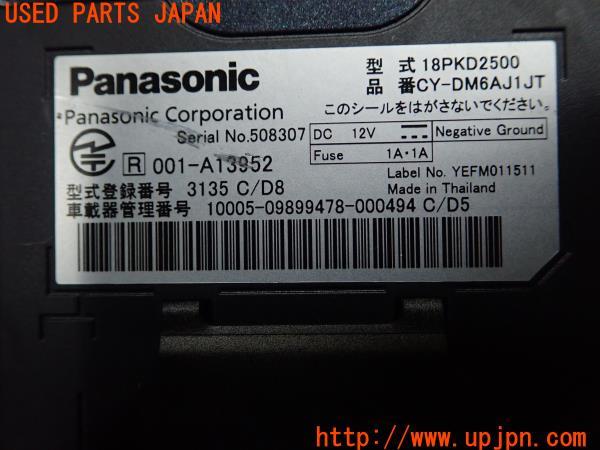 USED PARTS JAPAN
Panasonic
Panasonic Corporation
Serial No.508307
R 001-A13952
型式登録番号 3135 C/D8
車載器管理番号 10005-09899478-000494 C/D5
型 式 18PKD2500
品 番 CY-DM6AJ1JT
このシールをはがさないでください。
DC 12V Negative Ground
Fuse 1A・1A
Label No. YEFM011511
Made in Thailand
UPJ
http://www.upjpn.com